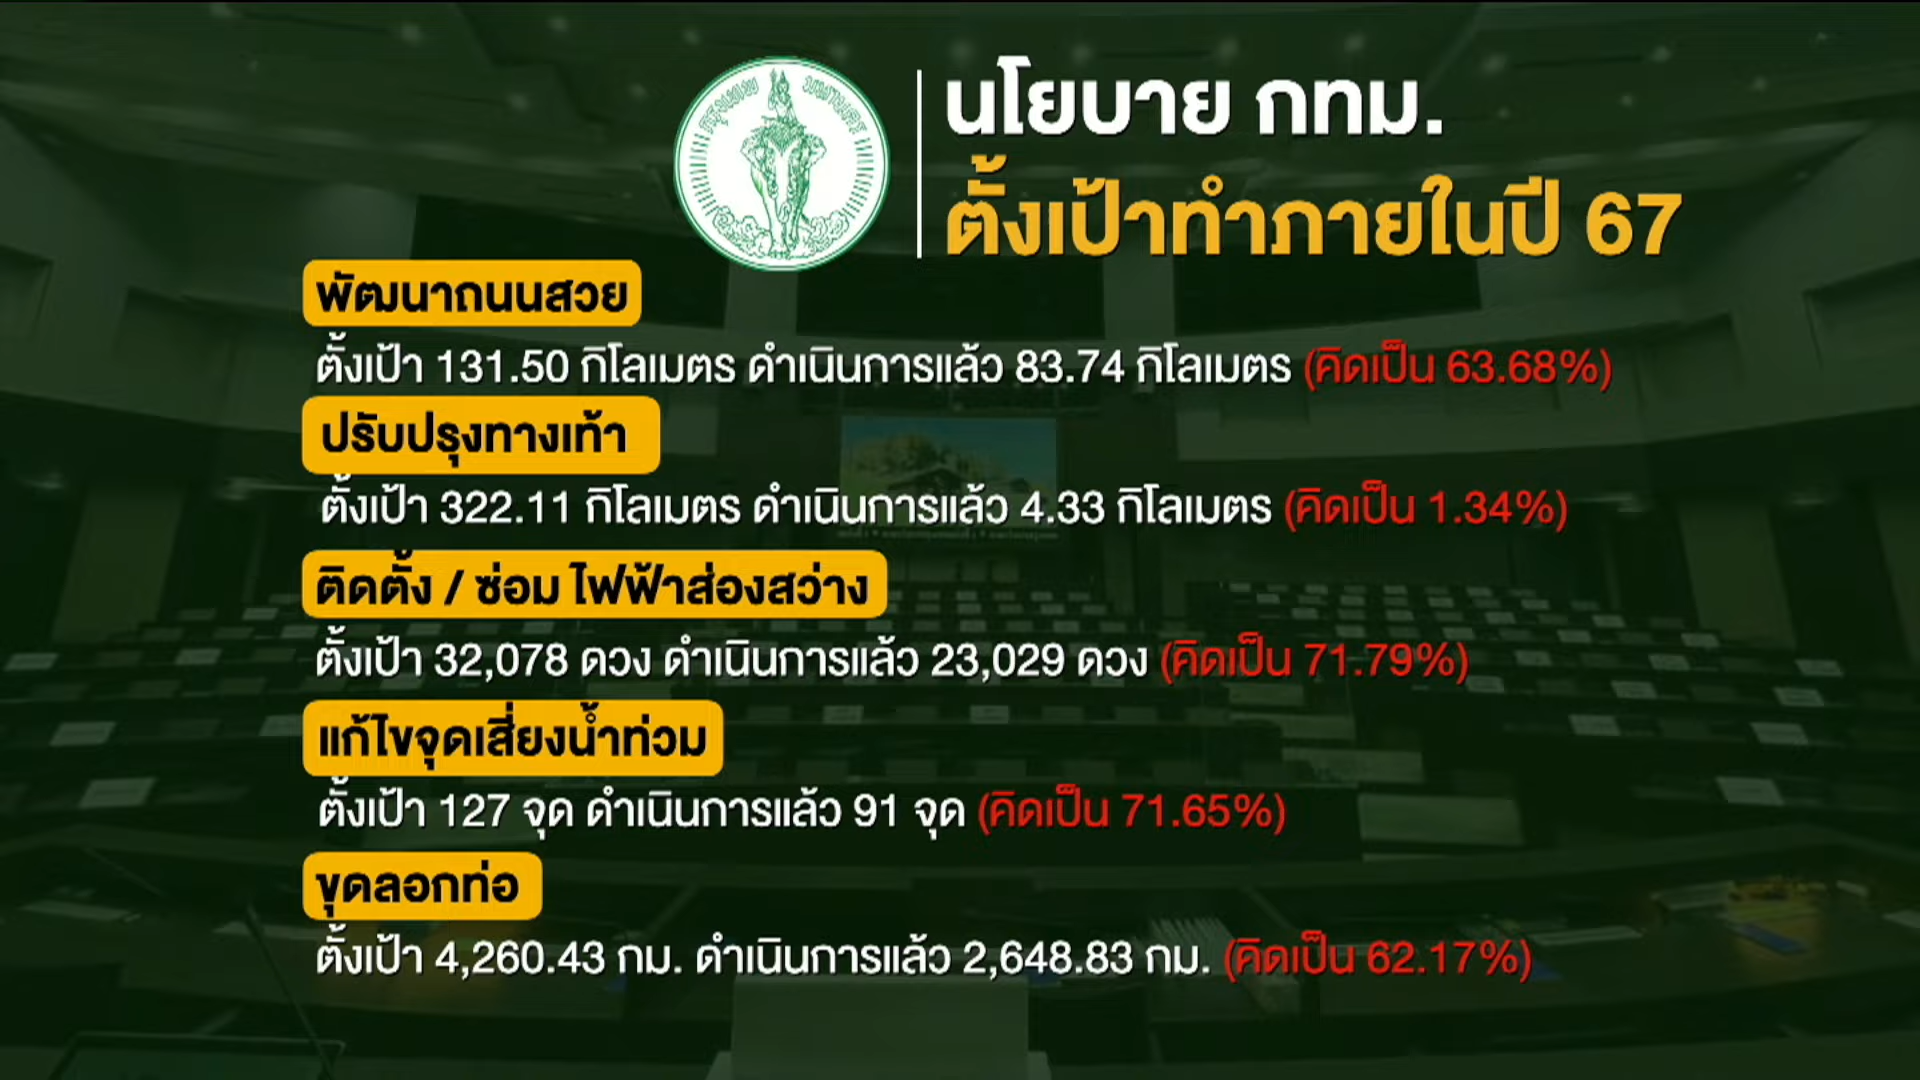 กรุงเทพ มหานคร
นโยบาย กทม.
ตั้งเป้าทำภายในปี 67
พัฒนาถนนสวย
ตั้งเป้า 131.50 กิโลเมตร ดำเนินการแล้ว 83.74 กิโลเมตร (คิดเป็น 63.68%)
ปรับปรุงทางเท้า
ตั้งเป้า 322.11 กิโลเมตร ดำเนินการแล้ว 4.33 กิโลเมตร (คิดเป็น 1.34%)
ติดตั้ง / ซ่อม ไฟฟ้าส่องสว่าง
ตั้งเป้า 32,078 ดวง ดำเนินการแล้ว 23,029 ดวง (คิดเป็น 71.79%)
แก้ไขจุดเสี่ยงน้ำท่วม
ตั้งเป้า 127 จุด ดำเนินการแล้ว 91 จุด (คิดเป็น 71.65%)
ขุดลอกท่อ
ตั้งเป้า 4,260.43 กม. ดำเนินการแล้ว 2,648.83 กม. (คิดเป็น 62.17%)